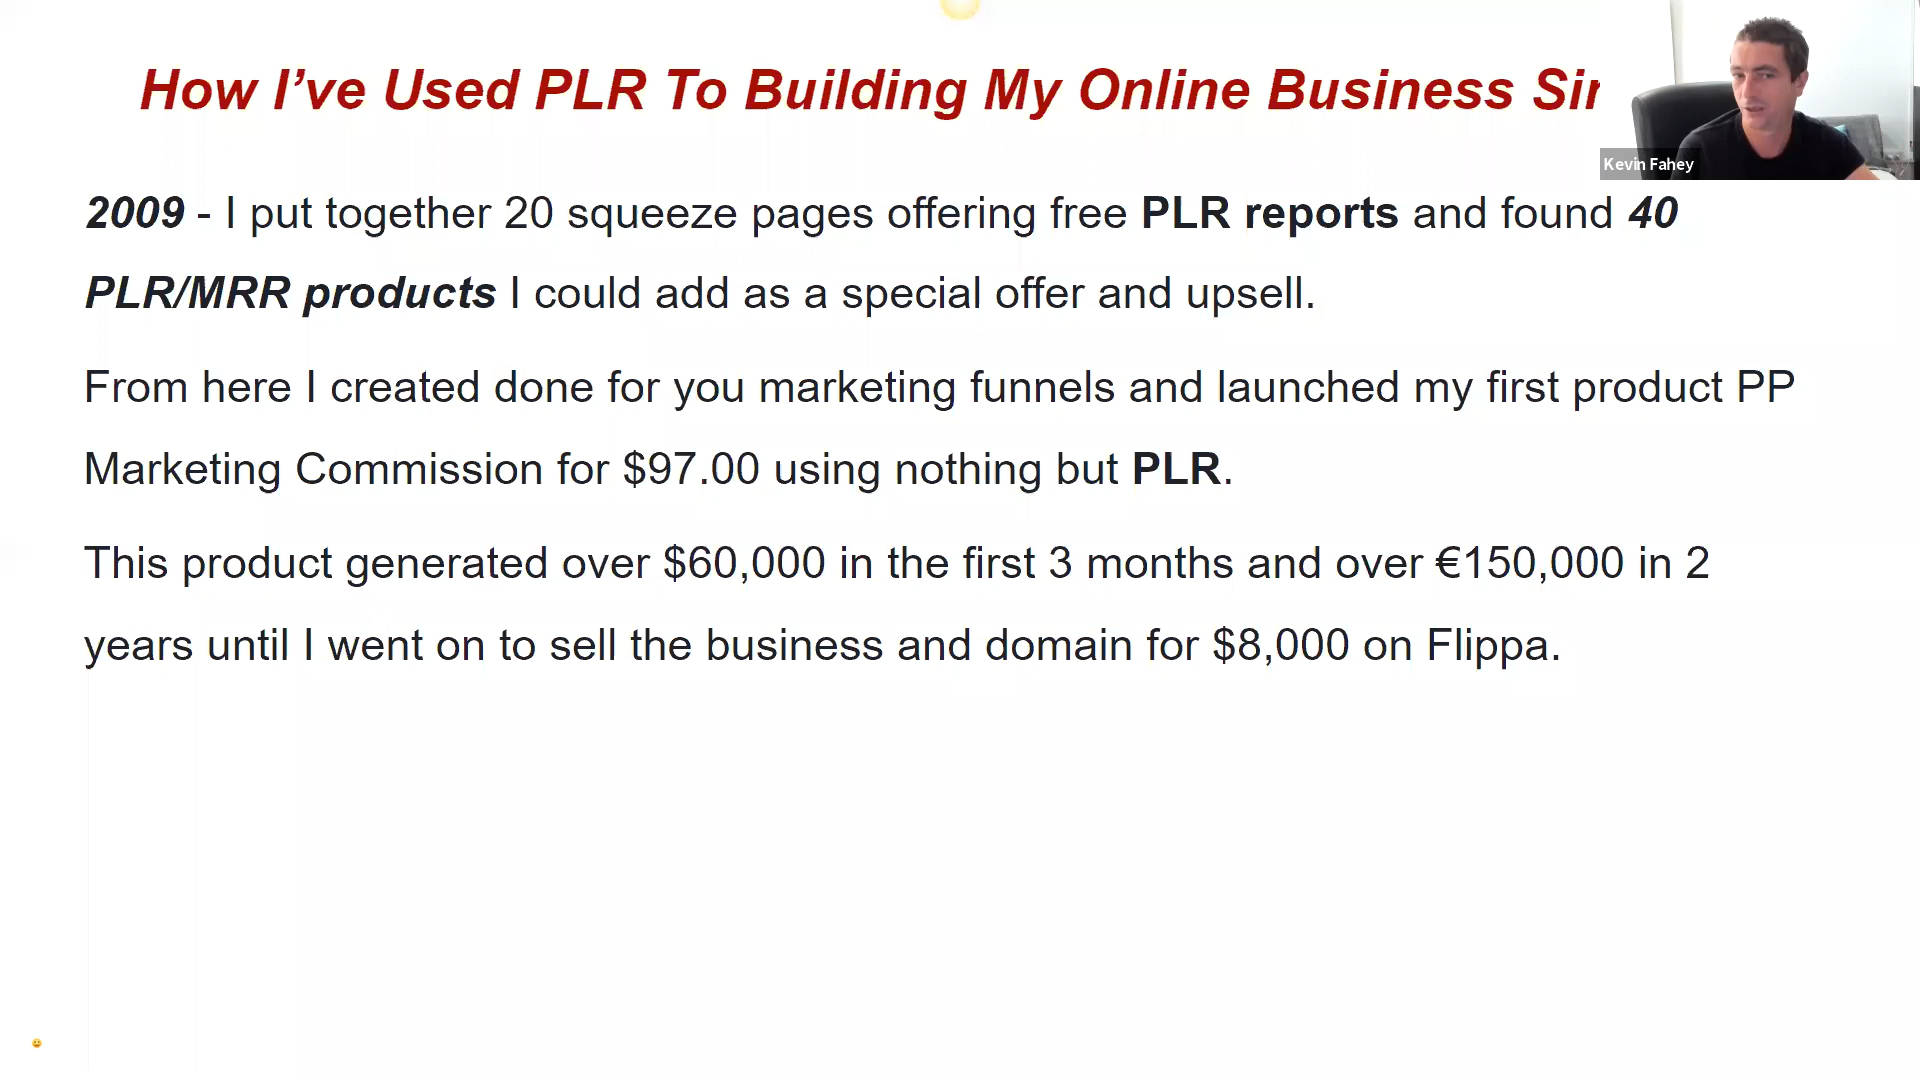 How I’ve Used PLR To Building My Online Business
Kevin Fahey
2009 - I put together 20 squeeze pages offering free PLR reports and found 40
PLR/MRR products I could add as a special offer and upsell.
From here I created done for you marketing funnels and launched my first product PP
Marketing Commission for $97.00 using nothing but PLR.
This product generated over $60,000 in the first 3 months and over €150,000 in 2
years until I went on to sell the business and domain for $8,000 on Flippa.